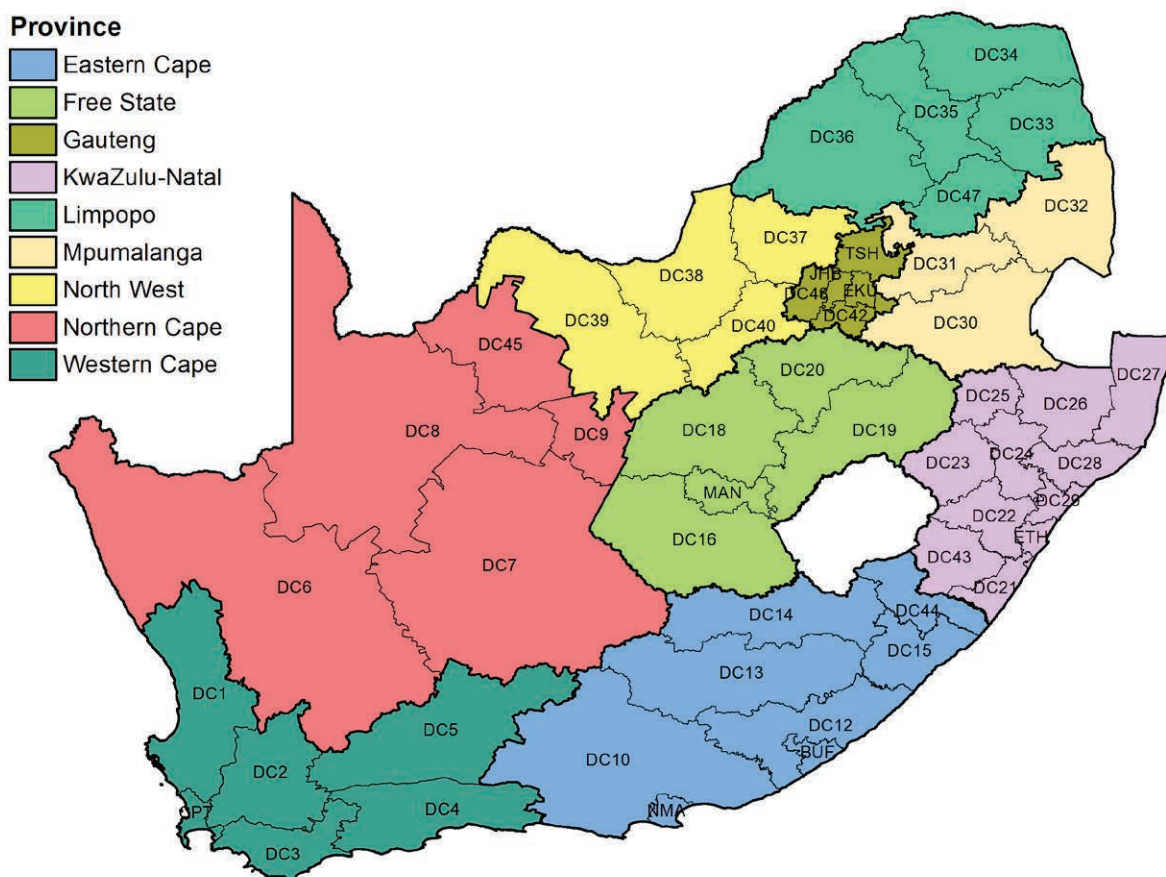 Province
Eastern Cape
Free State
Gauteng
KwaZulu-Natal
Limpopo
Mpumalanga
North West
Northern Cape
Western Cape
DC34
DC35
DC36
DC33
DC47
DC32
DC37
TSH
DC31
DC38
JHB
EKU
DC48
DC42
DC40
DC39
DC30
DC45
DC20
DC27
DC25
DC26
DC8
DC9
DC18
DC19
DC23
DC24
DC28
MAN
DC29
DC22
ETH
DC16
DC43
DC7
DC6
DC21
DC14
DC44
DC15
DC13
DC1
DC12
DC5
BUF
DC2
DC10
CPT
DC4
NMA
DC3